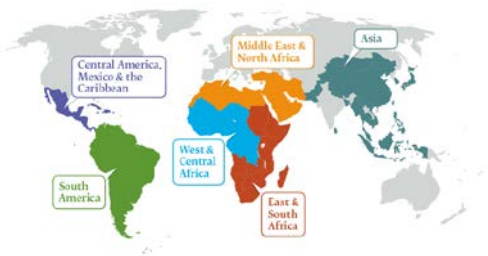 Central America,
Mexico & the
Caribbean
Middle East &
North Africa
Asia
West &
Central
Africa
South
America
East &
South
Africa